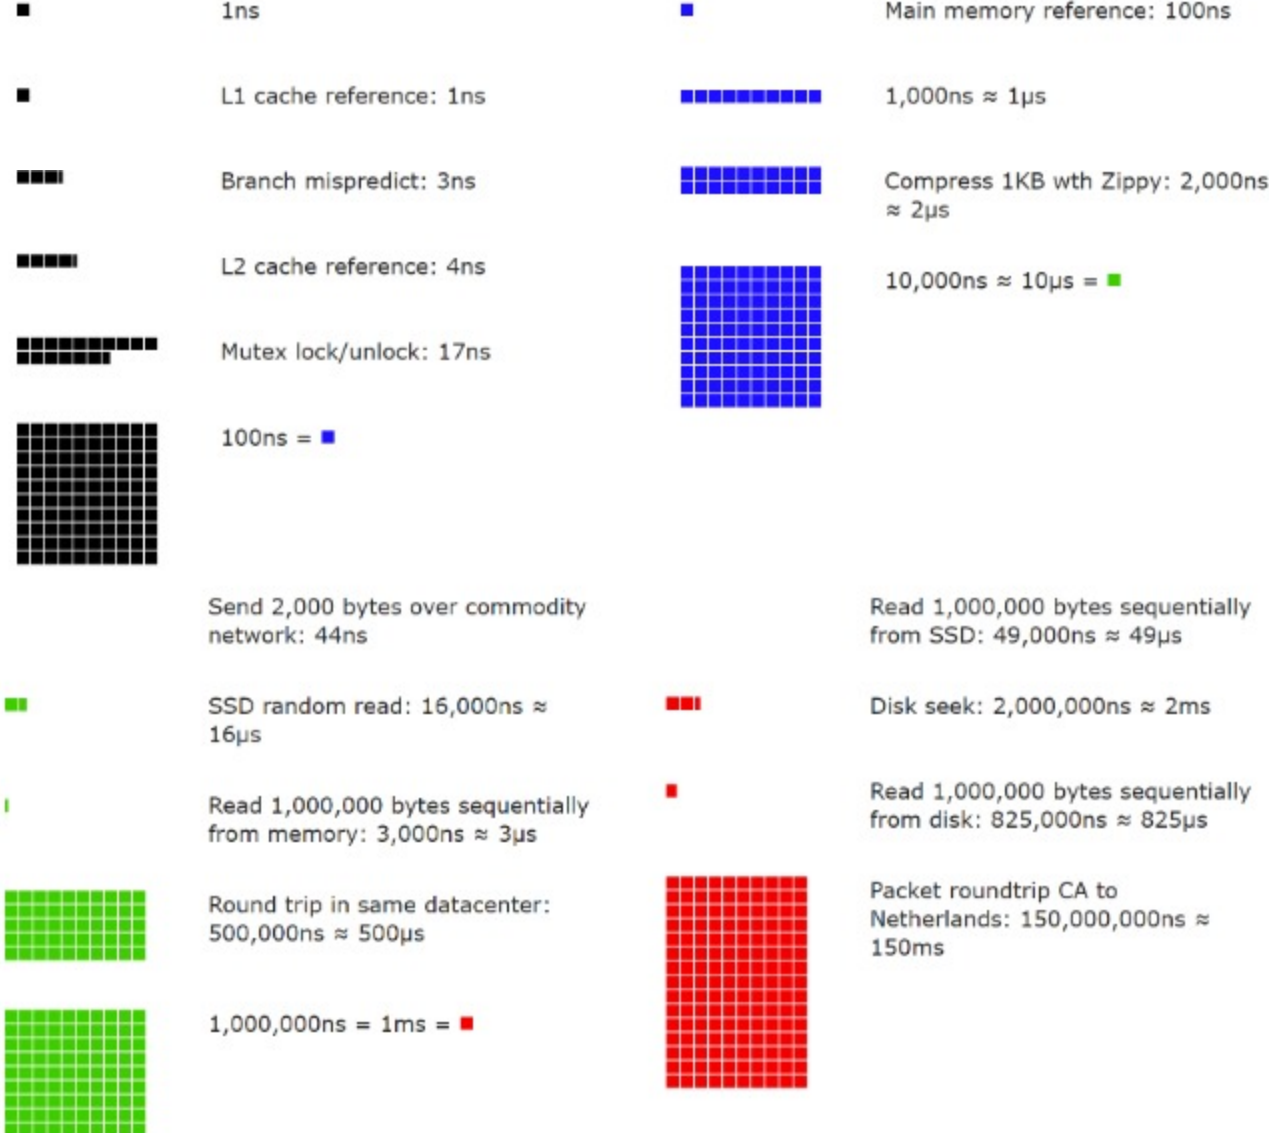 1ns
L1 cache reference: 1ns
Branch mispredict: 3ns
L2 cache reference: 4ns
Mutex lock/unlock: 17ns
100ns =
Main memory reference: 100ns
1,000ns ≈ 1µs
Compress 1KB wth Zippy: 2,000ns
≈ 2µs
10,000ns ≈ 10µs =
Send 2,000 bytes over commodity
network: 44ns
SSD random read: 16,000ns ≈
16µs
Read 1,000,000 bytes sequentially
from memory: 3,000ns ≈ 3µs
Round trip in same datacenter:
500,000ns ≈ 500µs
1,000,000ns = 1ms =
Read 1,000,000 bytes sequentially
from SSD: 49,000ns ≈ 49µs
Disk seek: 2,000,000ns ≈ 2ms
Read 1,000,000 bytes sequentially
from disk: 825,000ns ≈ 825µs
Packet roundtrip CA to
Netherlands: 150,000,000ns ≈
150ms